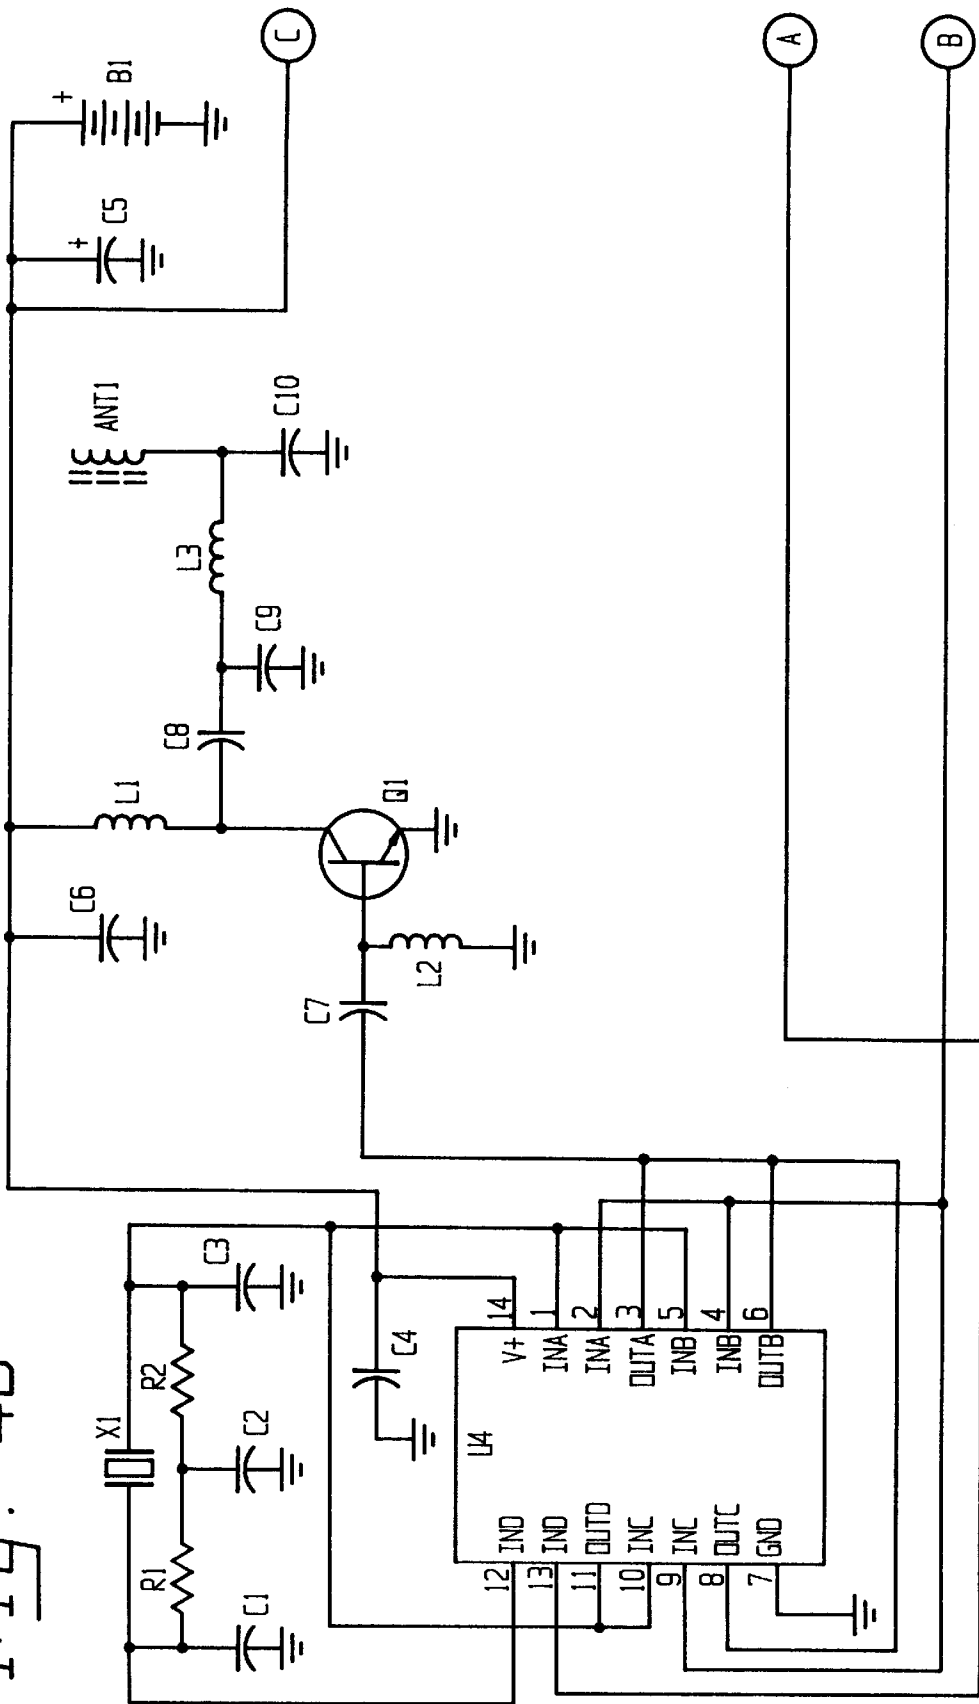 Fig. 4B
X1
R1
R2
C1
C2
C3
C4
C6
L1
C7
L2
Q1
C8
C9
L3
ANT1
C10
C5
+
B1
+
C
A
B
U4
12 IND
13 IND
11 OUTD
10 INC
9 INC
8 OUTC
7 GND
V+ 14
INA 1
INA 2
OUTA 3
INB 5
INB 4
OUTB 6